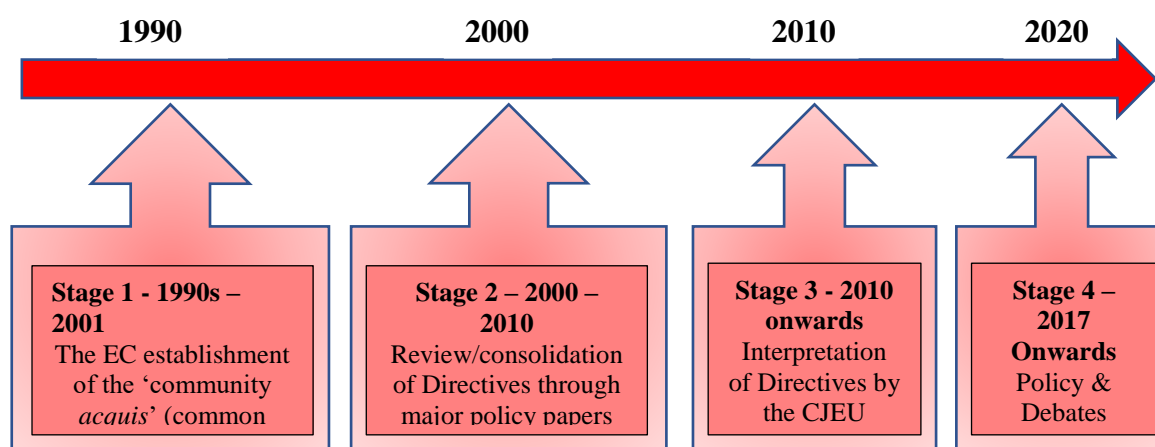 1990 2000 2010 2020
Stage 1 - 1990s –
2001
The EC establishment
of the ‘community
acquis’ (common
Stage 2 – 2000 –
2010
Review/consolidation
of Directives through
major policy papers
Stage 3 - 2010
onwards
Interpretation
of Directives by
the CJEU
Stage 4 –
2017
Onwards
Policy &
Debates